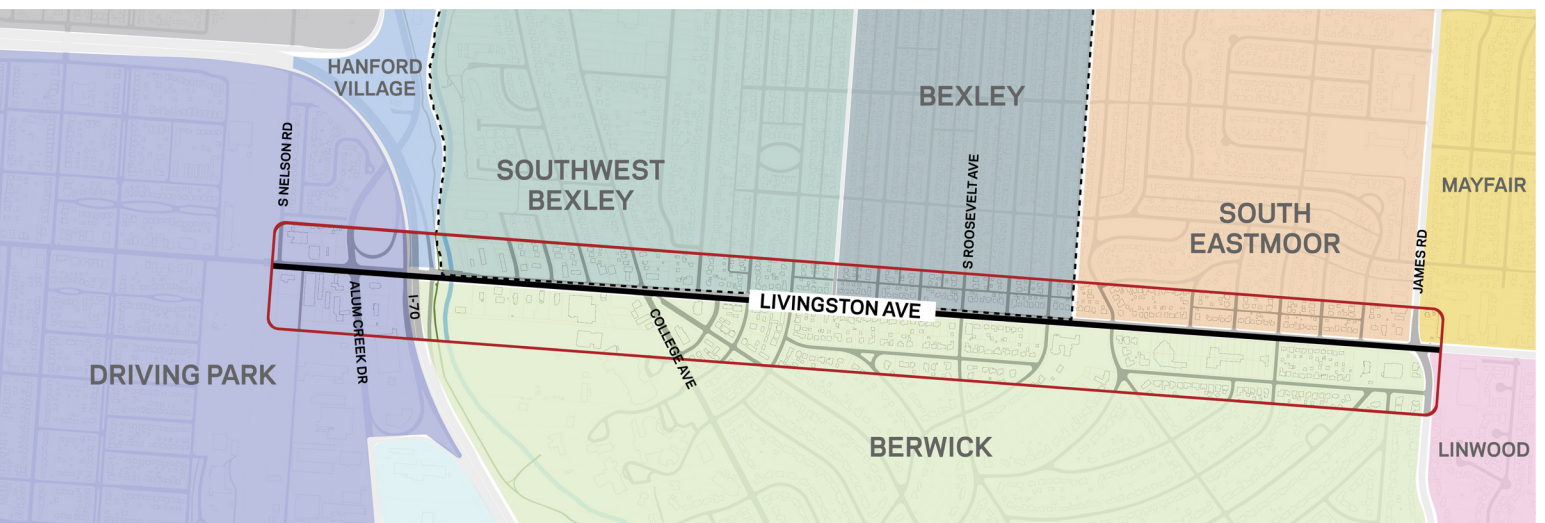 HANFORD
VILLAGE
BEXLEY
S NELSON RD
SOUTHWEST
BEXLEY
S ROOSEVELT AVE
MAYFAIR
SOUTH
EASTMOOR
JAMES RD
ALUM CREEK DR
I-70
LIVINGSTON AVE
COLLEGE AVE
DRIVING PARK
BERWICK
LINWOOD